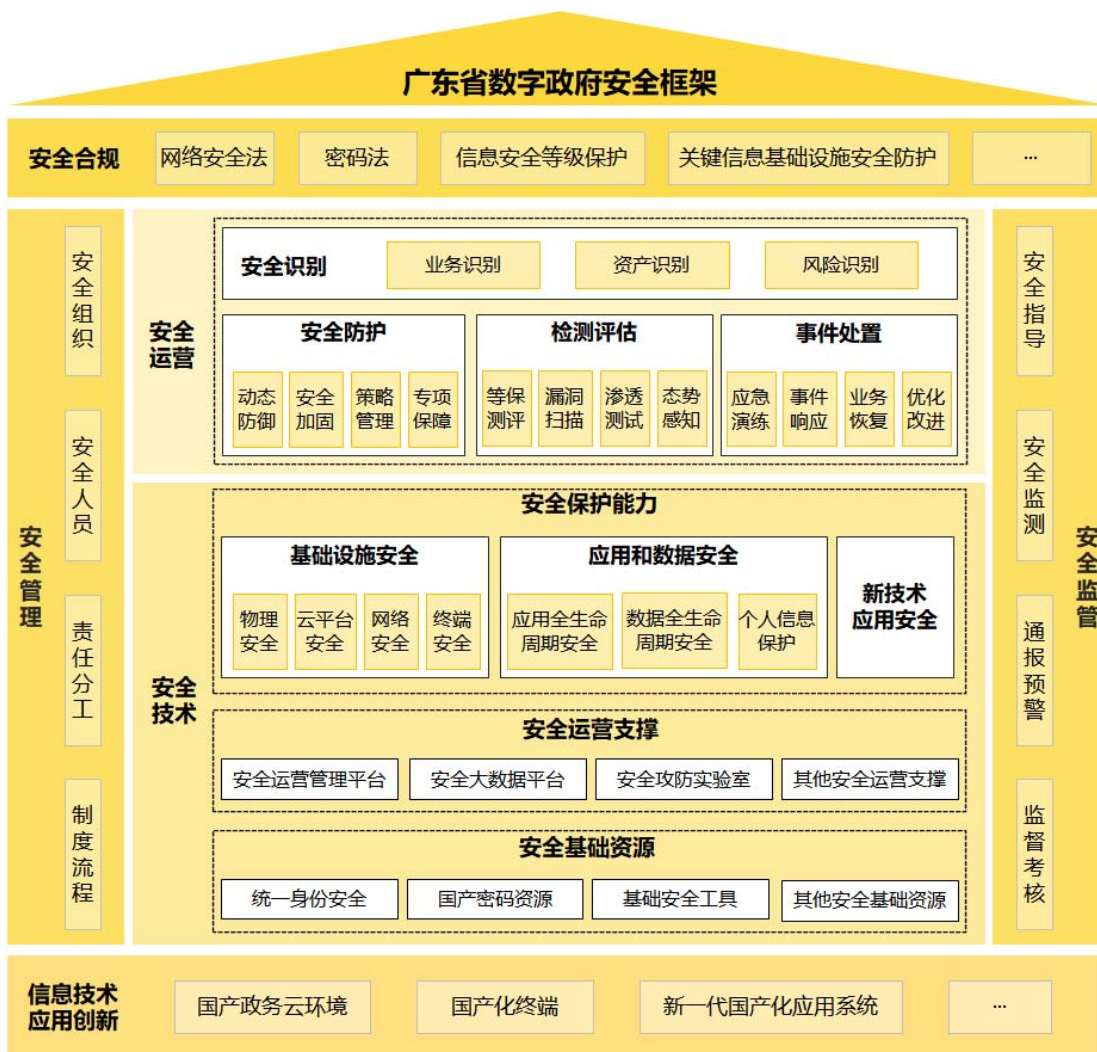 广东省数字政府安全框架
安全合规
网络安全法
密码法
信息安全等级保护
关键信息基础设施安全防护
...
安全管理
安全组织
安全人员
责任分工
制度流程
安全
运营
安全识别
业务识别
资产识别
风险识别
安全防护
动态
防御
安全
加固
策略
管理
专项
保障
检测评估
等保
测评
漏洞
扫描
渗透
测试
态势
感知
事件处置
应急
演练
事件
响应
业务
恢复
优化
改进
安全
技术
安全保护能力
基础设施安全
物理
安全
云平台
安全
网络
安全
终端
安全
应用和数据安全
应用全生命
周期安全
数据全生命
周期安全
个人信息
保护
新技术
应用安全
安全运营支撑
安全运营管理平台
安全大数据平台
安全攻防实验室
其他安全运营支撑
安全基础资源
统一身份安全
国产密码资源
基础安全工具
其他安全基础资源
安全监管
安全指导
安全监测
通报预警
监督考核
信息技术
应用创新
国产政务云环境
国产化终端
新一代国产化应用系统
...